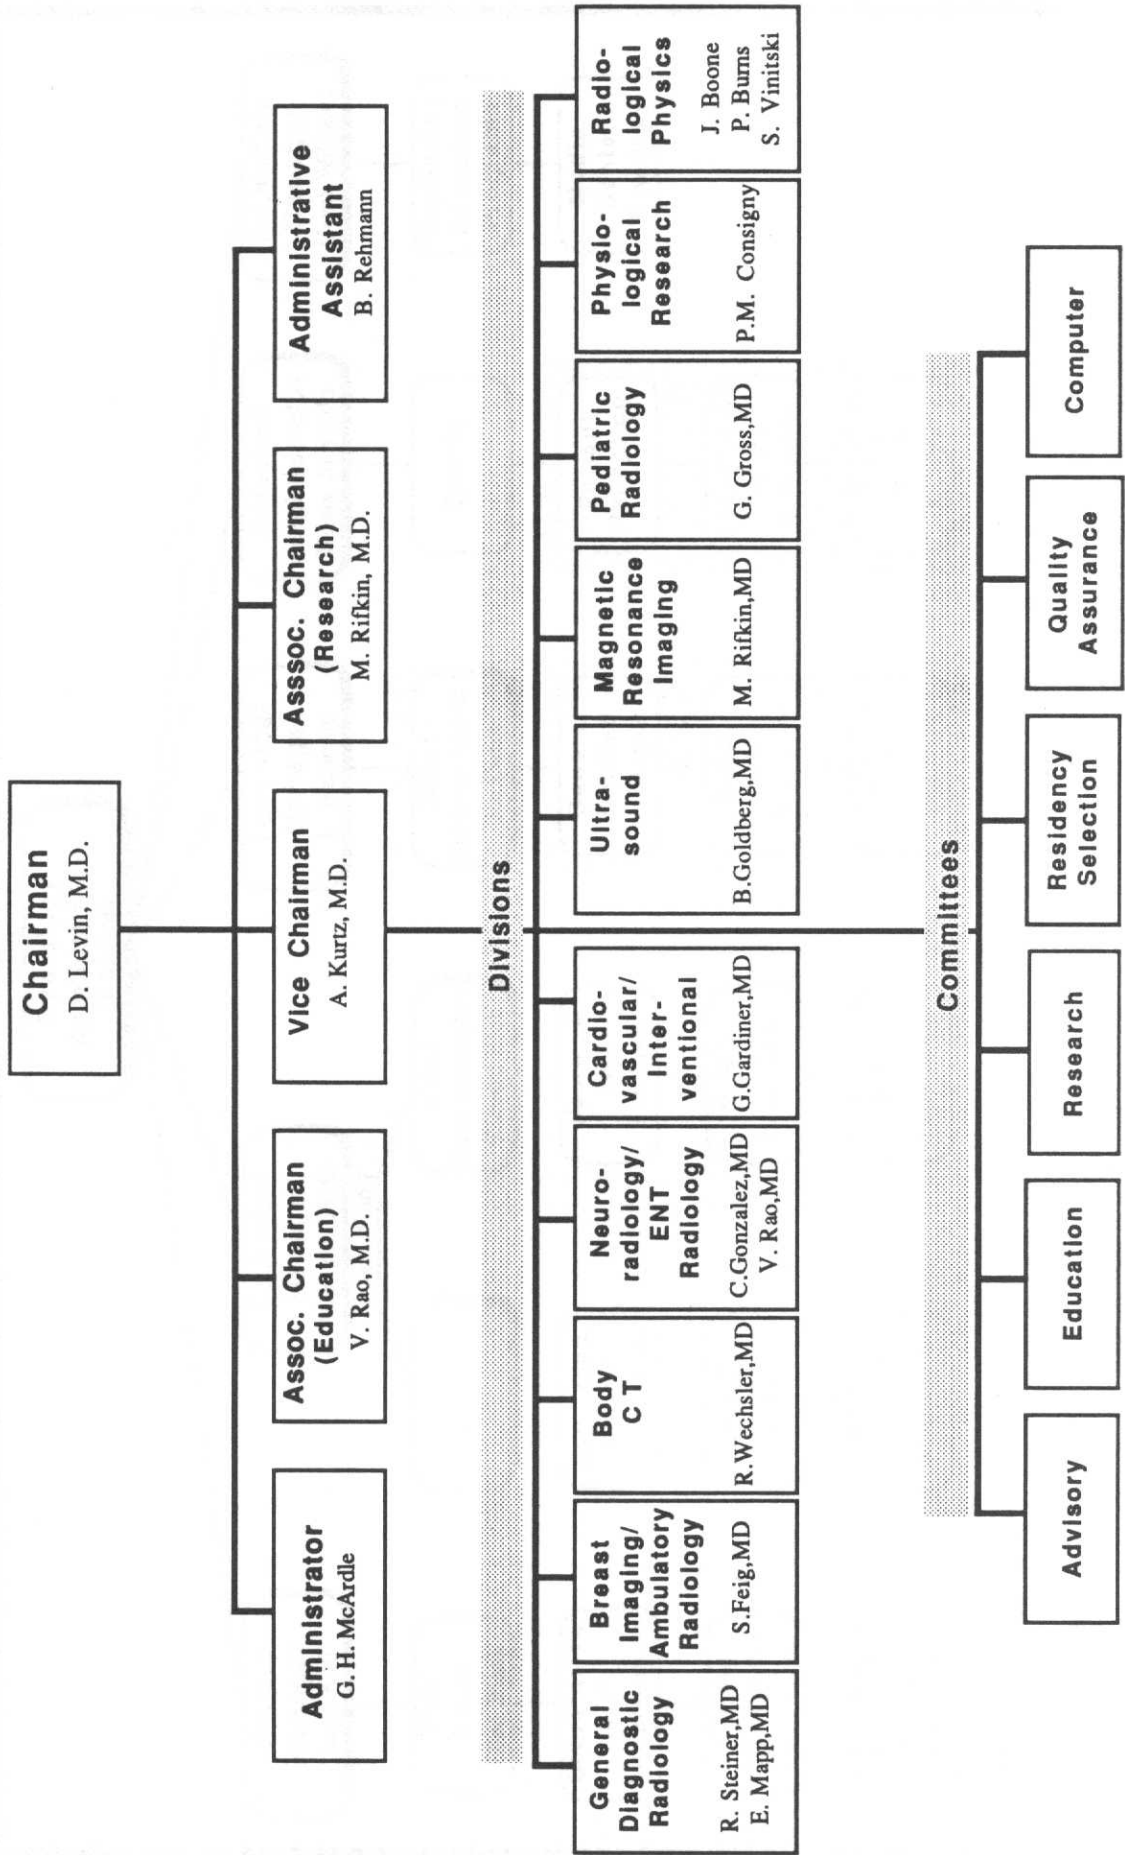 Chairman
D. Levin, M.D.
Administrator
G. H. McArdle
Assoc. Chairman
(Education)
V. Rao, M.D.
Vice Chairman
A. Kurtz, M.D.
Asssoc. Chairman
(Research)
M. Rifkin, M.D.
Administrative
Assistant
B. Rehmann
Divisions
General
Diagnostic
Radiology
R. Steiner,MD
E. Mapp,MD
Breast
Imaging/
Ambulatory
Radiology
S.Feig,MD
Body
C T
R.Wechsler,MD
Neuro-
radiology/
ENT
Radiology
C.Gonzalez,MD
V. Rao,MD
Cardio-
vascular/
Inter-
ventional
G.Gardiner,MD
Ultra-
sound
B.Goldberg,MD
Magnetic
Resonance
Imaging
M. Rifkin,MD
Pediatric
Radiology
G. Gross,MD
Physio-
logical
Research
P.M. Consigny
Radio-
logical
Physics
J. Boone
P. Burns
S. Vinitski
Committees
Advisory
Education
Research
Residency
Selection
Quality
Assurance
Computer